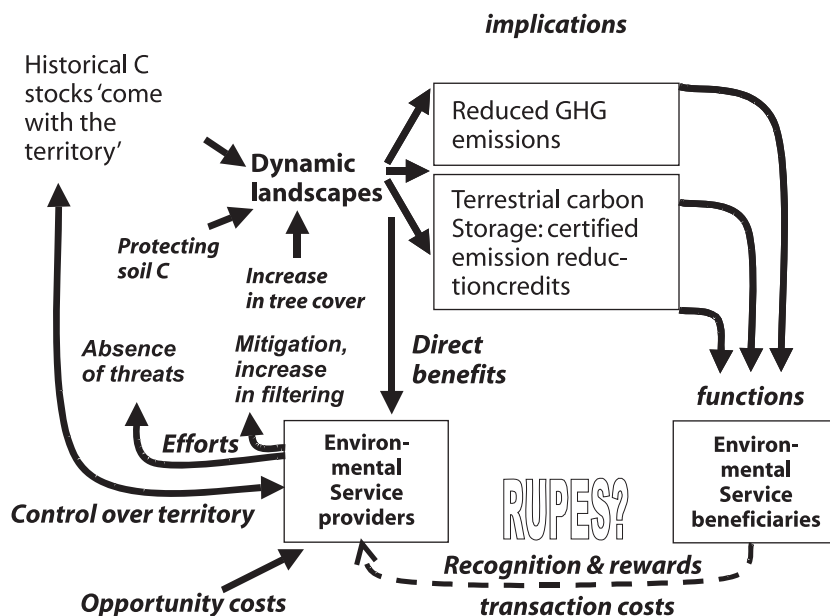 implications
Historical C
stocks ‘come
with the
territory’
Reduced GHG
emissions
Dynamic
landscapes
Terrestrial carbon
Storage: certified
emission reduc-
tioncredits
Protecting
soil C
Increase
in tree cover
Absence
of threats
Mitigation,
increase
in filtering
Direct
benefits
functions
Efforts
Environ-
mental
Service
providers
Environ-
mental
Service
beneficiaries
RUPES?
Control over territory
Recognition & rewards
Opportunity costs
transaction costs